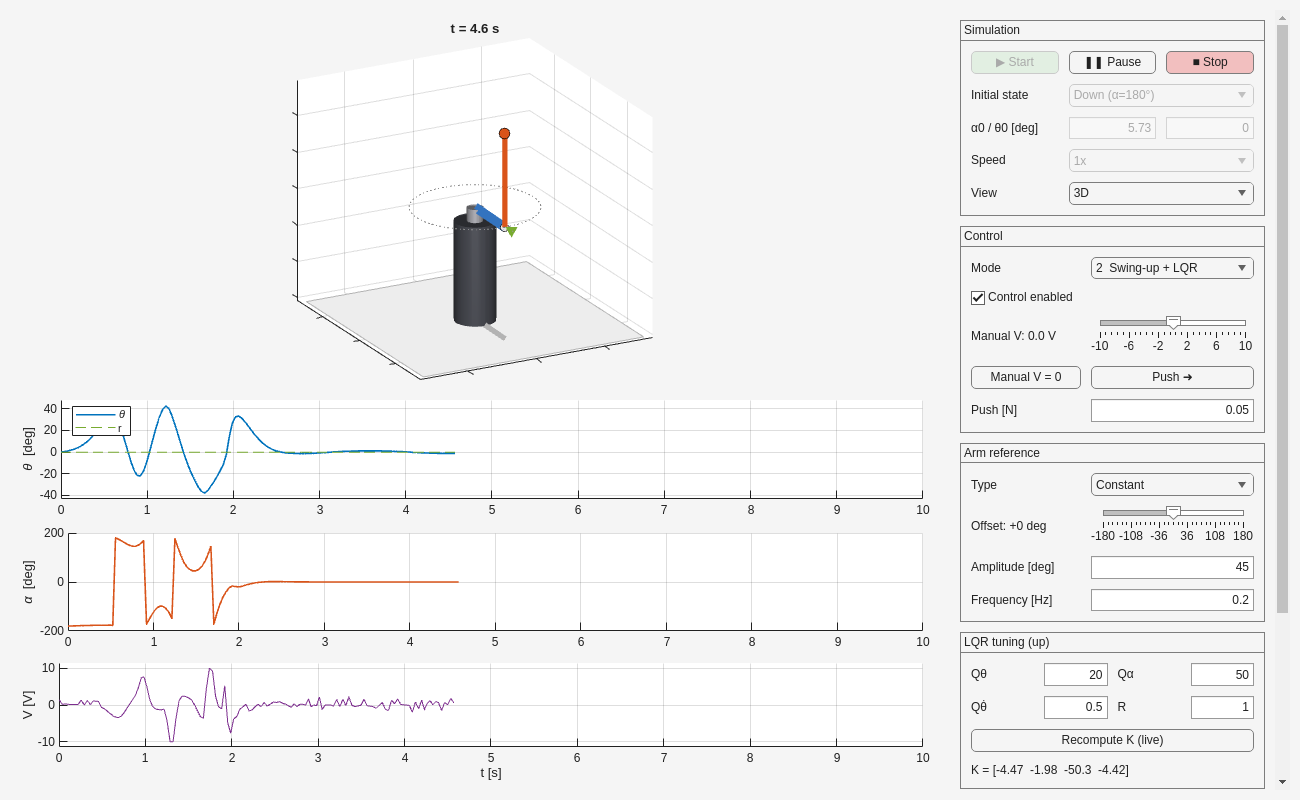 t = 4.6 s
40
20
0
-20
-40
θ [deg]
θ
r
0 1 2 3 4 5 6 7 8 9 10
200
0
-200
α [deg]
0 1 2 3 4 5 6 7 8 9 10
10
0
-10
V [V]
0 1 2 3 4 5 6 7 8 9 10
t [s]
Simulation
▶ Start ❚❚ Pause ■ Stop
Initial state Down (α=180°)
α0 / θ0 [deg] 5.73 0
Speed 1x
View 3D
Control
Mode 2 Swing-up + LQR
Control enabled
Manual V: 0.0 V
-10 -6 -2 2 6 10
Manual V = 0 Push ➜
Push [N] 0.05
Arm reference
Type Constant
Offset: +0 deg
-180 -108 -36 36 108 180
Amplitude [deg] 45
Frequency [Hz] 0.2
LQR tuning (up)
Qθ 20 Qα 50
Qθ̇ 0.5 R 1
Recompute K (live)
K = [-4.47 -1.98 -50.3 -4.42]